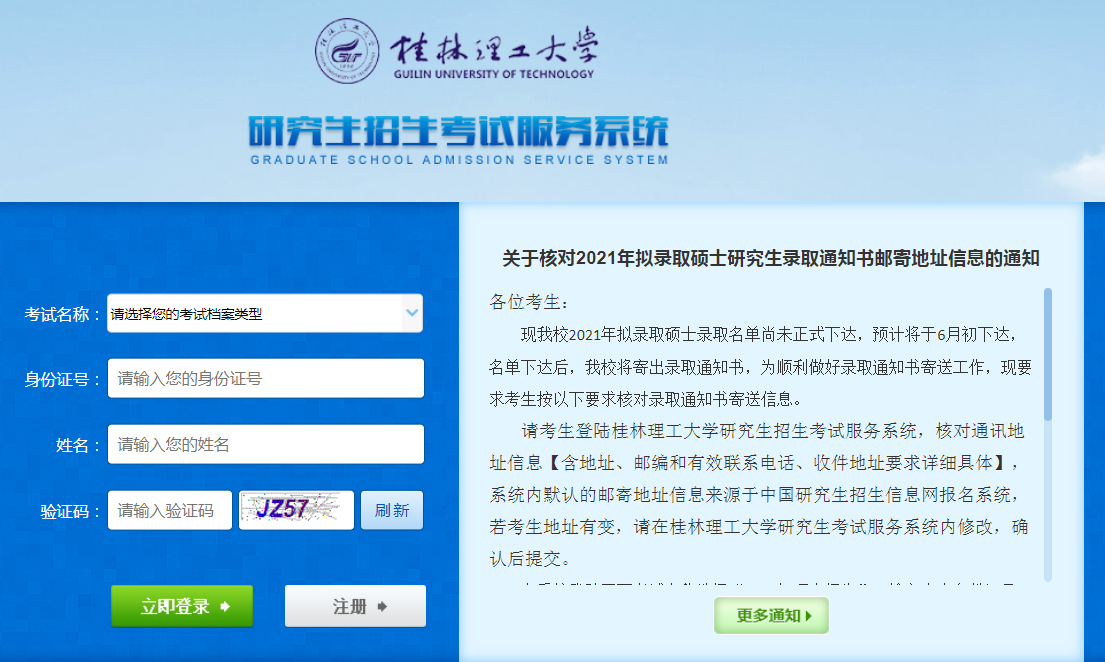 桂林理工大学
GUILIN UNIVERSITY OF TECHNOLOGY
研究生招生考试服务系统
GRADUATE SCHOOL ADMISSION SERVICE SYSTEM
考试名称：
请选择您的考试档案类型
身份证号：
请输入您的身份证号
姓名：
请输入您的姓名
验证码：
请输入验证码
JZ57
刷新
立即登录
注册
关于核对2021年拟录取硕士研究生录取通知书邮寄地址信息的通知
各位考生：
现我校2021年拟录取硕士录取名单尚未正式下达，预计将于6月初下达，
名单下达后，我校将寄出录取通知书，为顺利做好录取通知书寄送工作，现要
求考生按以下要求核对录取通知书寄送信息。
请考生登陆桂林理工大学研究生招生考试服务系统，核对通讯地
址信息【含地址、邮编和有效联系电话、收件地址要求详细具体】，
系统内默认的邮寄地址信息来源于中国研究生招生信息网报名系统，
若考生地址有变，请在桂林理工大学研究生考试服务系统内修改，确
认后提交。
更多通知